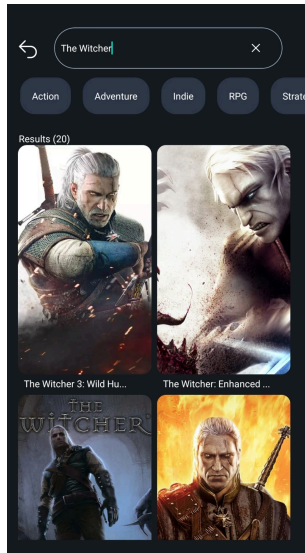 The Witcher
Action Adventure Indie RPG Strate
Results (20)
The Witcher 3: Wild Hu... The Witcher: Enhanced ...
THE
WITCHER